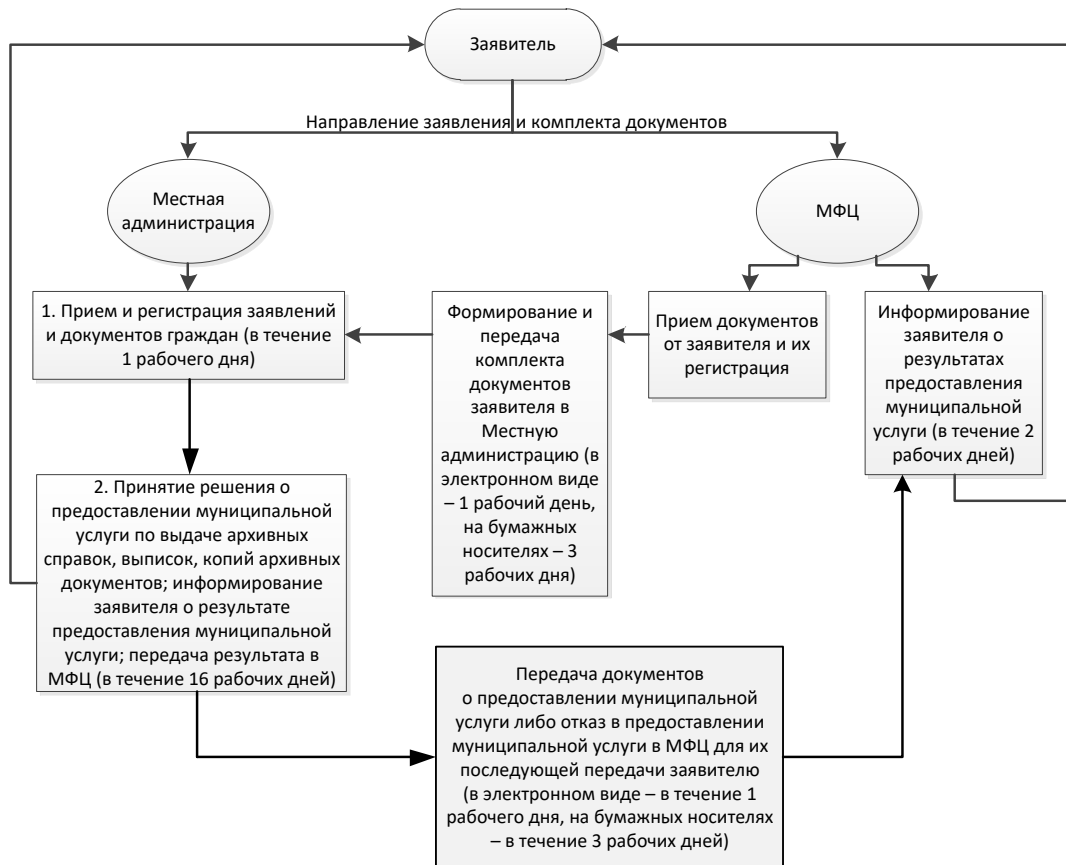 Заявитель
Направление заявления и комплекта документов
Местная
администрация
МФЦ
1. Прием и регистрация заявлений
и документов граждан (в течение
1 рабочего дня)
Формирование и
передача
комплекта
документов
заявителя в
Местную
администрацию (в
электронном виде
– 1 рабочий день,
на бумажных
носителях – 3
рабочих дня)
Прием документов
от заявителя и их
регистрация
Информирование
заявителя о
результатах
предоставления
муниципальной
услуги (в течение 2
рабочих дней)
2. Принятие решения о
предоставлении муниципальной
услуги по выдаче архивных
справок, выписок, копий архивных
документов; информирование
заявителя о результате
предоставления муниципальной
услуги; передача результата в
МФЦ (в течение 16 рабочих дней)
Передача документов
о предоставлении муниципальной
услуги либо отказ в предоставлении
муниципальной услуги в МФЦ для их
последующей передачи заявителю
(в электронном виде – в течение 1
рабочего дня, на бумажных носителях
– в течение 3 рабочих дней)